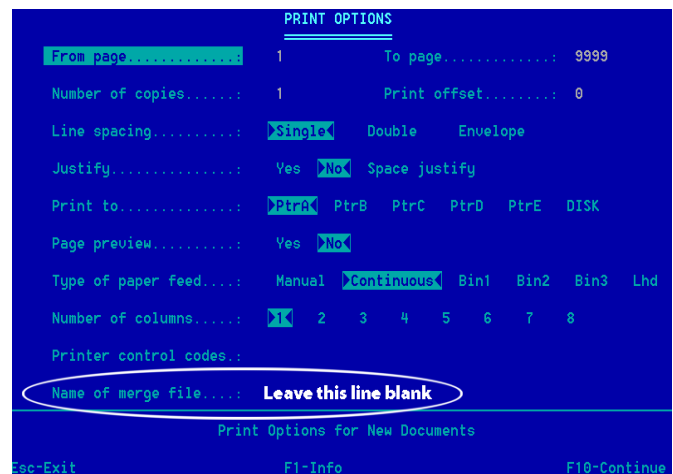 PRINT OPTIONS
From page.............: 1 To page.............: 9999
Number of copies......: 1 Print offset........: 0
Line spacing..........: Single Double Envelope
Justify...............: Yes No Space justify
Print to..............: PtrA PtrB PtrC PtrD PtrE DISK
Page preview..........: Yes No
Type of paper feed....: Manual Continuous Bin1 Bin2 Bin3 Lhd
Number of columns.....: 1 2 3 4 5 6 7 8
Printer control codes.:
Name of merge file....: Leave this line blank
Print Options for New Documents
Esc-Exit F1-Info F10-Continue